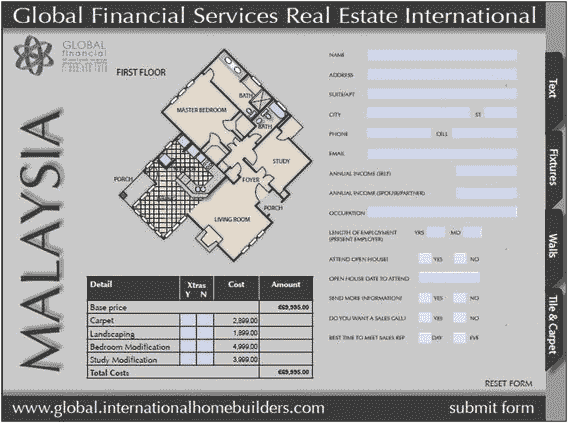 Global Financial Services Real Estate International
GLOBAL
financial
MALAYSIA
FIRST FLOOR
BATH
MASTER BEDROOM
BATH
STUDY
FOYER
PORCH
PORCH
LIVING ROOM
NAME
ADDRESS
SUITE/APT
CITY ST
PHONE CELL
EMAIL
ANNUAL INCOME (SELF)
ANNUAL INCOME (SPOUSE/PARTNER)
OCCUPATION
LENGTH OF EMPLOYMENT YRS MO
(PRESENT EMPLOYER)
ATTEND OPEN HOUSE? YES NO
OPEN HOUSE DATE TO ATTEND
SEND MORE INFORMATION? YES NO
DO YOU WANT A SALES CALL? YES NO
BEST TIME TO MEET SALES REP DAY EVE
Text
Fixtures
Walls
Tile & Carpet
Detail Xtras Cost Amount
Y N
Base price €69,995.00
Carpet 2,899.00
Landscaping 1,899.00
Bedroom Modification 4,999.00
Study Modification 3,999.00
Total Costs €69,995.00
RESET FORM
www.global.internationalhomebuilders.com submit form